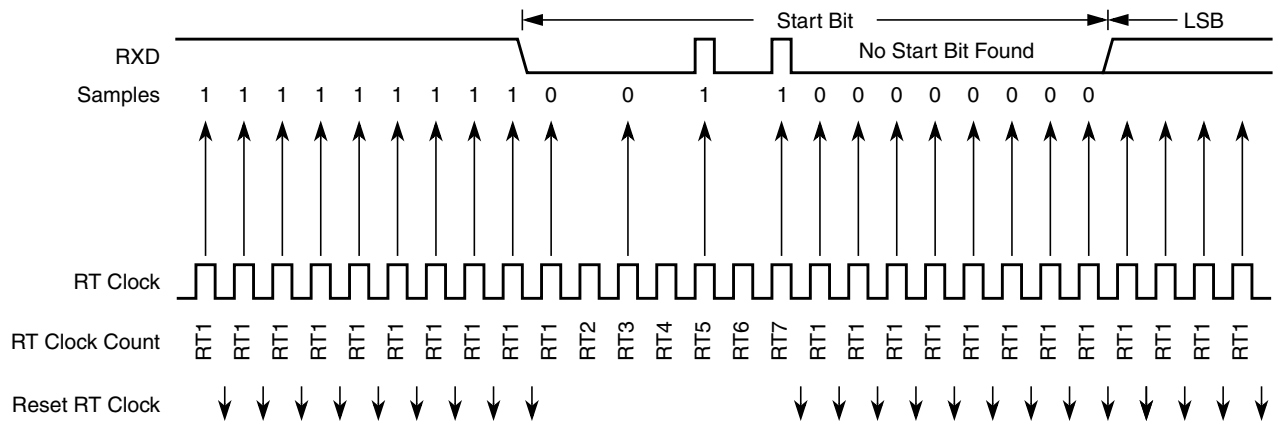 Start Bit
LSB
RXD
No Start Bit Found
Samples 1 1 1 1 1 1 1 1 1 0 0 1 1 0 0 0 0 0 0 0 0
RT Clock
RT Clock Count RT1 RT1 RT1 RT1 RT1 RT1 RT1 RT1 RT1 RT1 RT2 RT3 RT4 RT5 RT6 RT7 RT1 RT1 RT1 RT1 RT1 RT1 RT1 RT1 RT1 RT1 RT1 RT1
Reset RT Clock